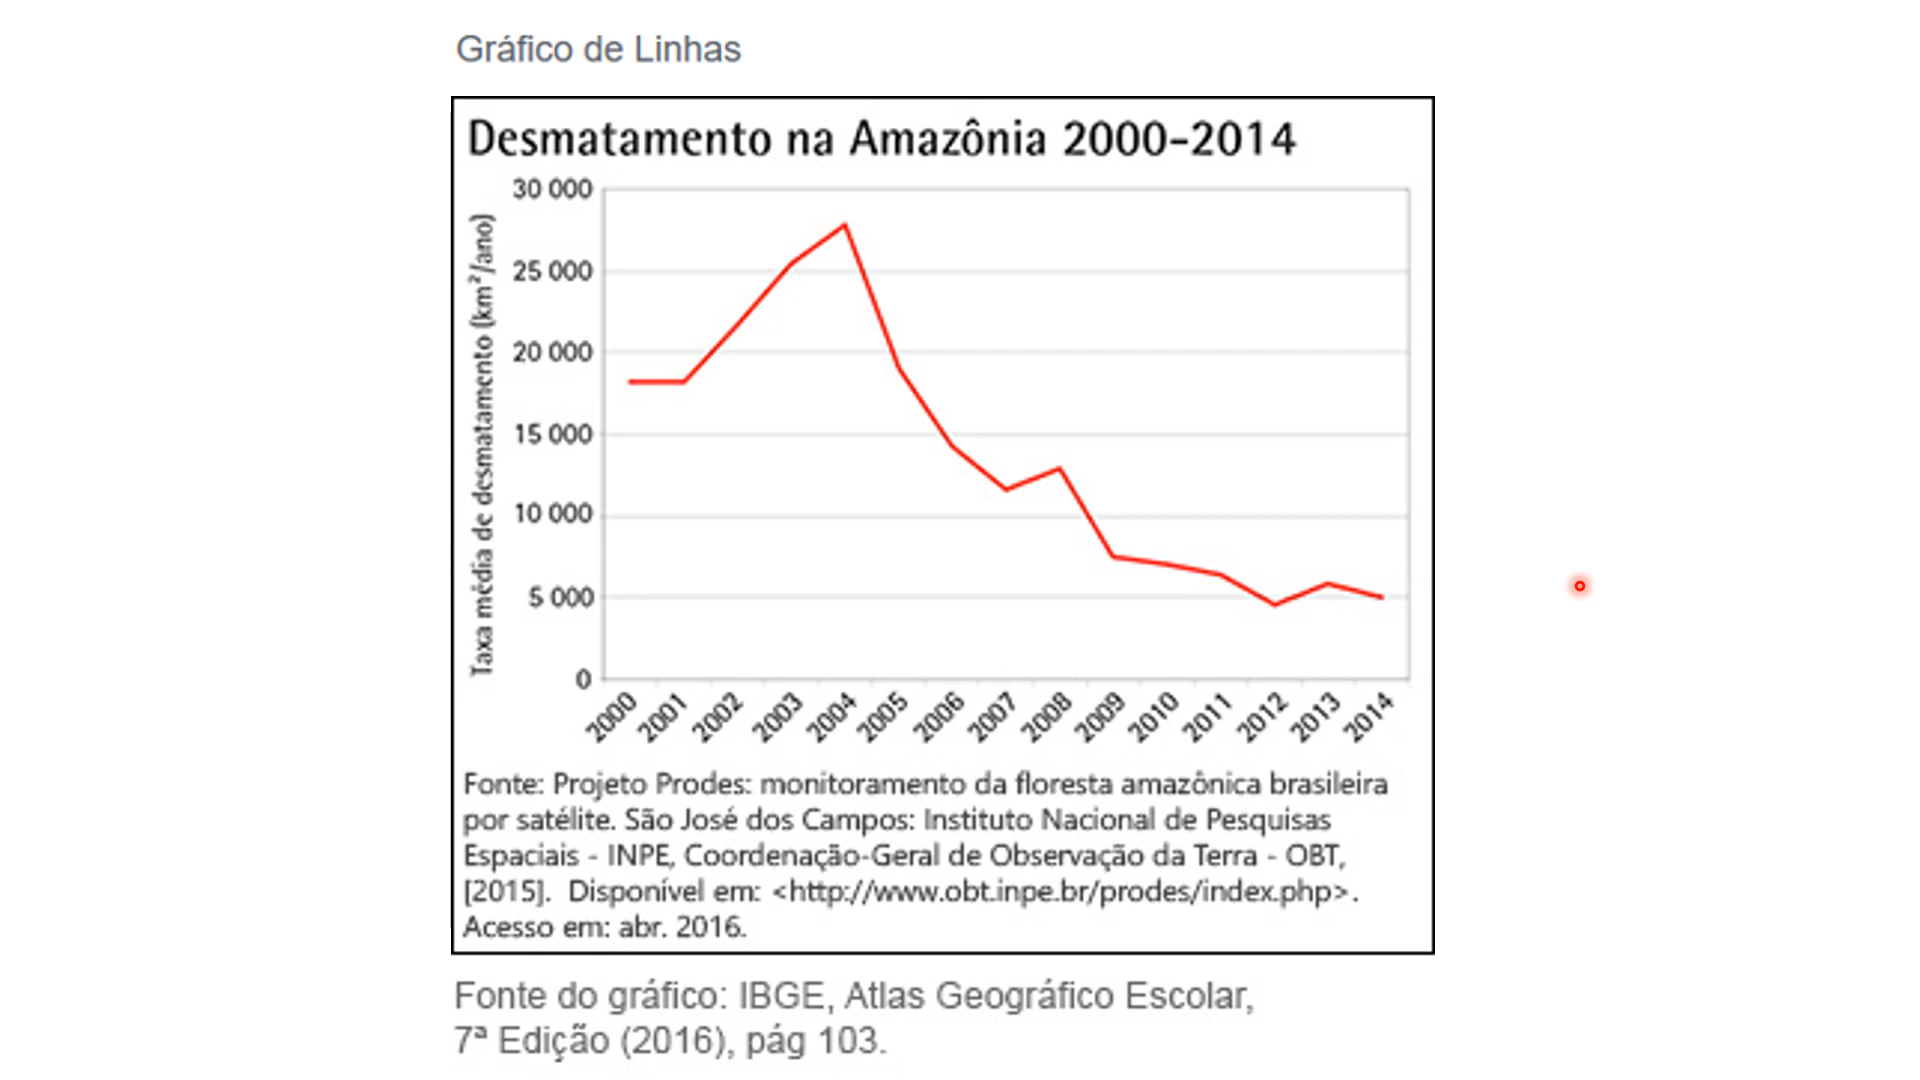 Gráfico de Linhas
Desmatamento na Amazônia 2000-2014
Taxa média de desmatamento (km²/ano)
30 000
25 000
20 000
15 000
10 000
5 000
0
2000
2001
2002
2003
2004
2005
2006
2007
2008
2009
2010
2011
2012
2013
2014
Fonte: Projeto Prodes: monitoramento da floresta amazônica brasileira
por satélite. São José dos Campos: Instituto Nacional de Pesquisas
Espaciais - INPE, Coordenação-Geral de Observação da Terra - OBT,
[2015]. Disponível em: <http://www.obt.inpe.br/prodes/index.php>.
Acesso em: abr. 2016.
Fonte do gráfico: IBGE, Atlas Geográfico Escolar,
7ª Edição (2016), pág 103.